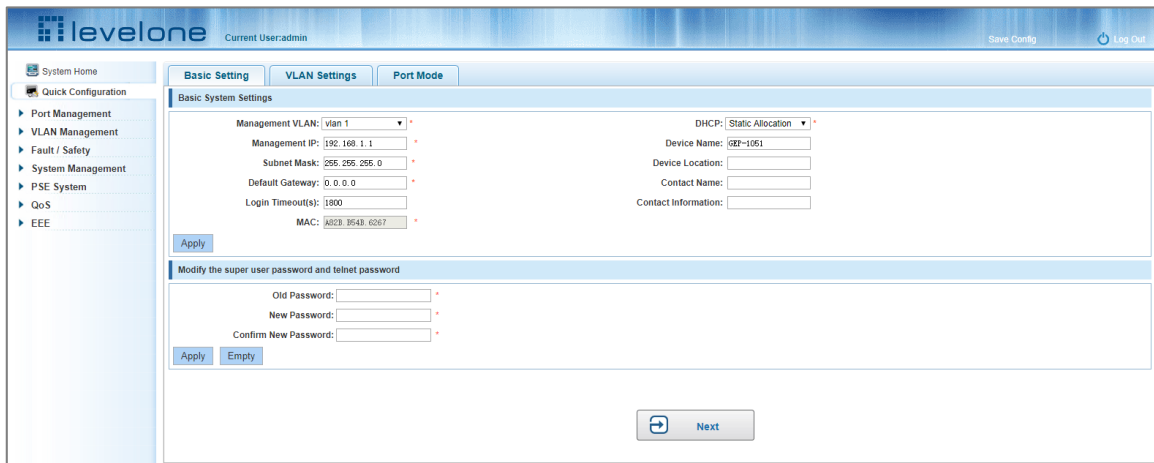 levelone Current User:admin Save Config Log Out
System Home
Quick Configuration
Port Management
VLAN Management
Fault / Safety
System Management
PSE System
QoS
EEE
Basic Setting VLAN Settings Port Mode
Basic System Settings
Management VLAN: vlan 1 * DHCP: Static Allocation *
Management IP: 192.168.1.1 * Device Name: GEP-1051
Subnet Mask: 255.255.255.0 * Device Location:
Default Gateway: 0.0.0.0 * Contact Name:
Login Timeout(s): 1800 Contact Information:
MAC: A82B.B54B.6267 *
Apply
Modify the super user password and telnet password
Old Password: *
New Password: *
Confirm New Password: *
Apply Empty
Next